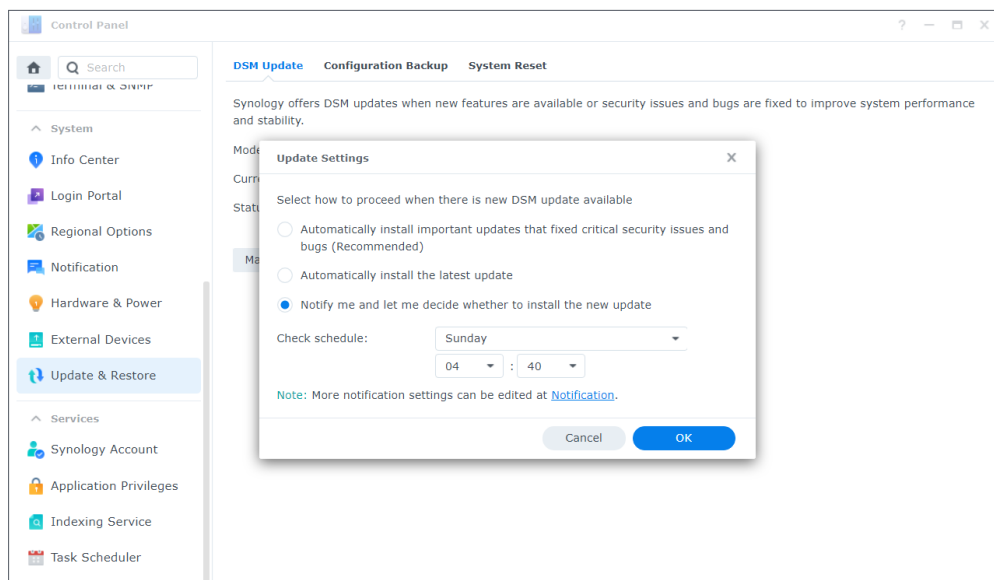 Control Panel
Search
Terminal & SNMP
System
Info Center
Login Portal
Regional Options
Notification
Hardware & Power
External Devices
Update & Restore
Services
Synology Account
Application Privileges
Indexing Service
Task Scheduler
DSM Update Configuration Backup System Reset
Synology offers DSM updates when new features are available or security issues and bugs are fixed to improve system performance
and stability.
Mode
Curr
Statu
Ma
Update Settings
Select how to proceed when there is new DSM update available
Automatically install important updates that fixed critical security issues and
bugs (Recommended)
Automatically install the latest update
Notify me and let me decide whether to install the new update
Check schedule: Sunday
04 : 40
Note: More notification settings can be edited at Notification.
Cancel OK